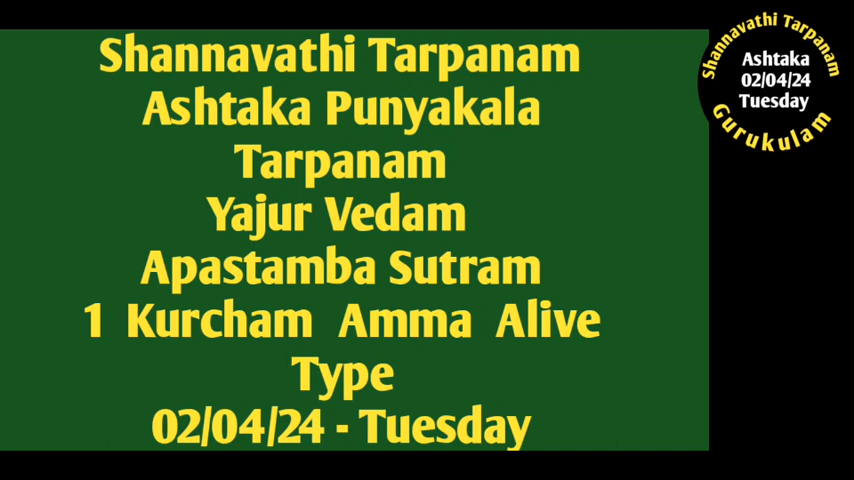 Shannavathi Tarpanam
Ashtaka Punyakala
Tarpanam
Yajur Vedam
Apastamba Sutram
1 Kurcham Amma Alive
Type
02/04/24 - Tuesday
Shannavathi Tarpanam
Ashtaka
02/04/24
Tuesday
Gurukulam